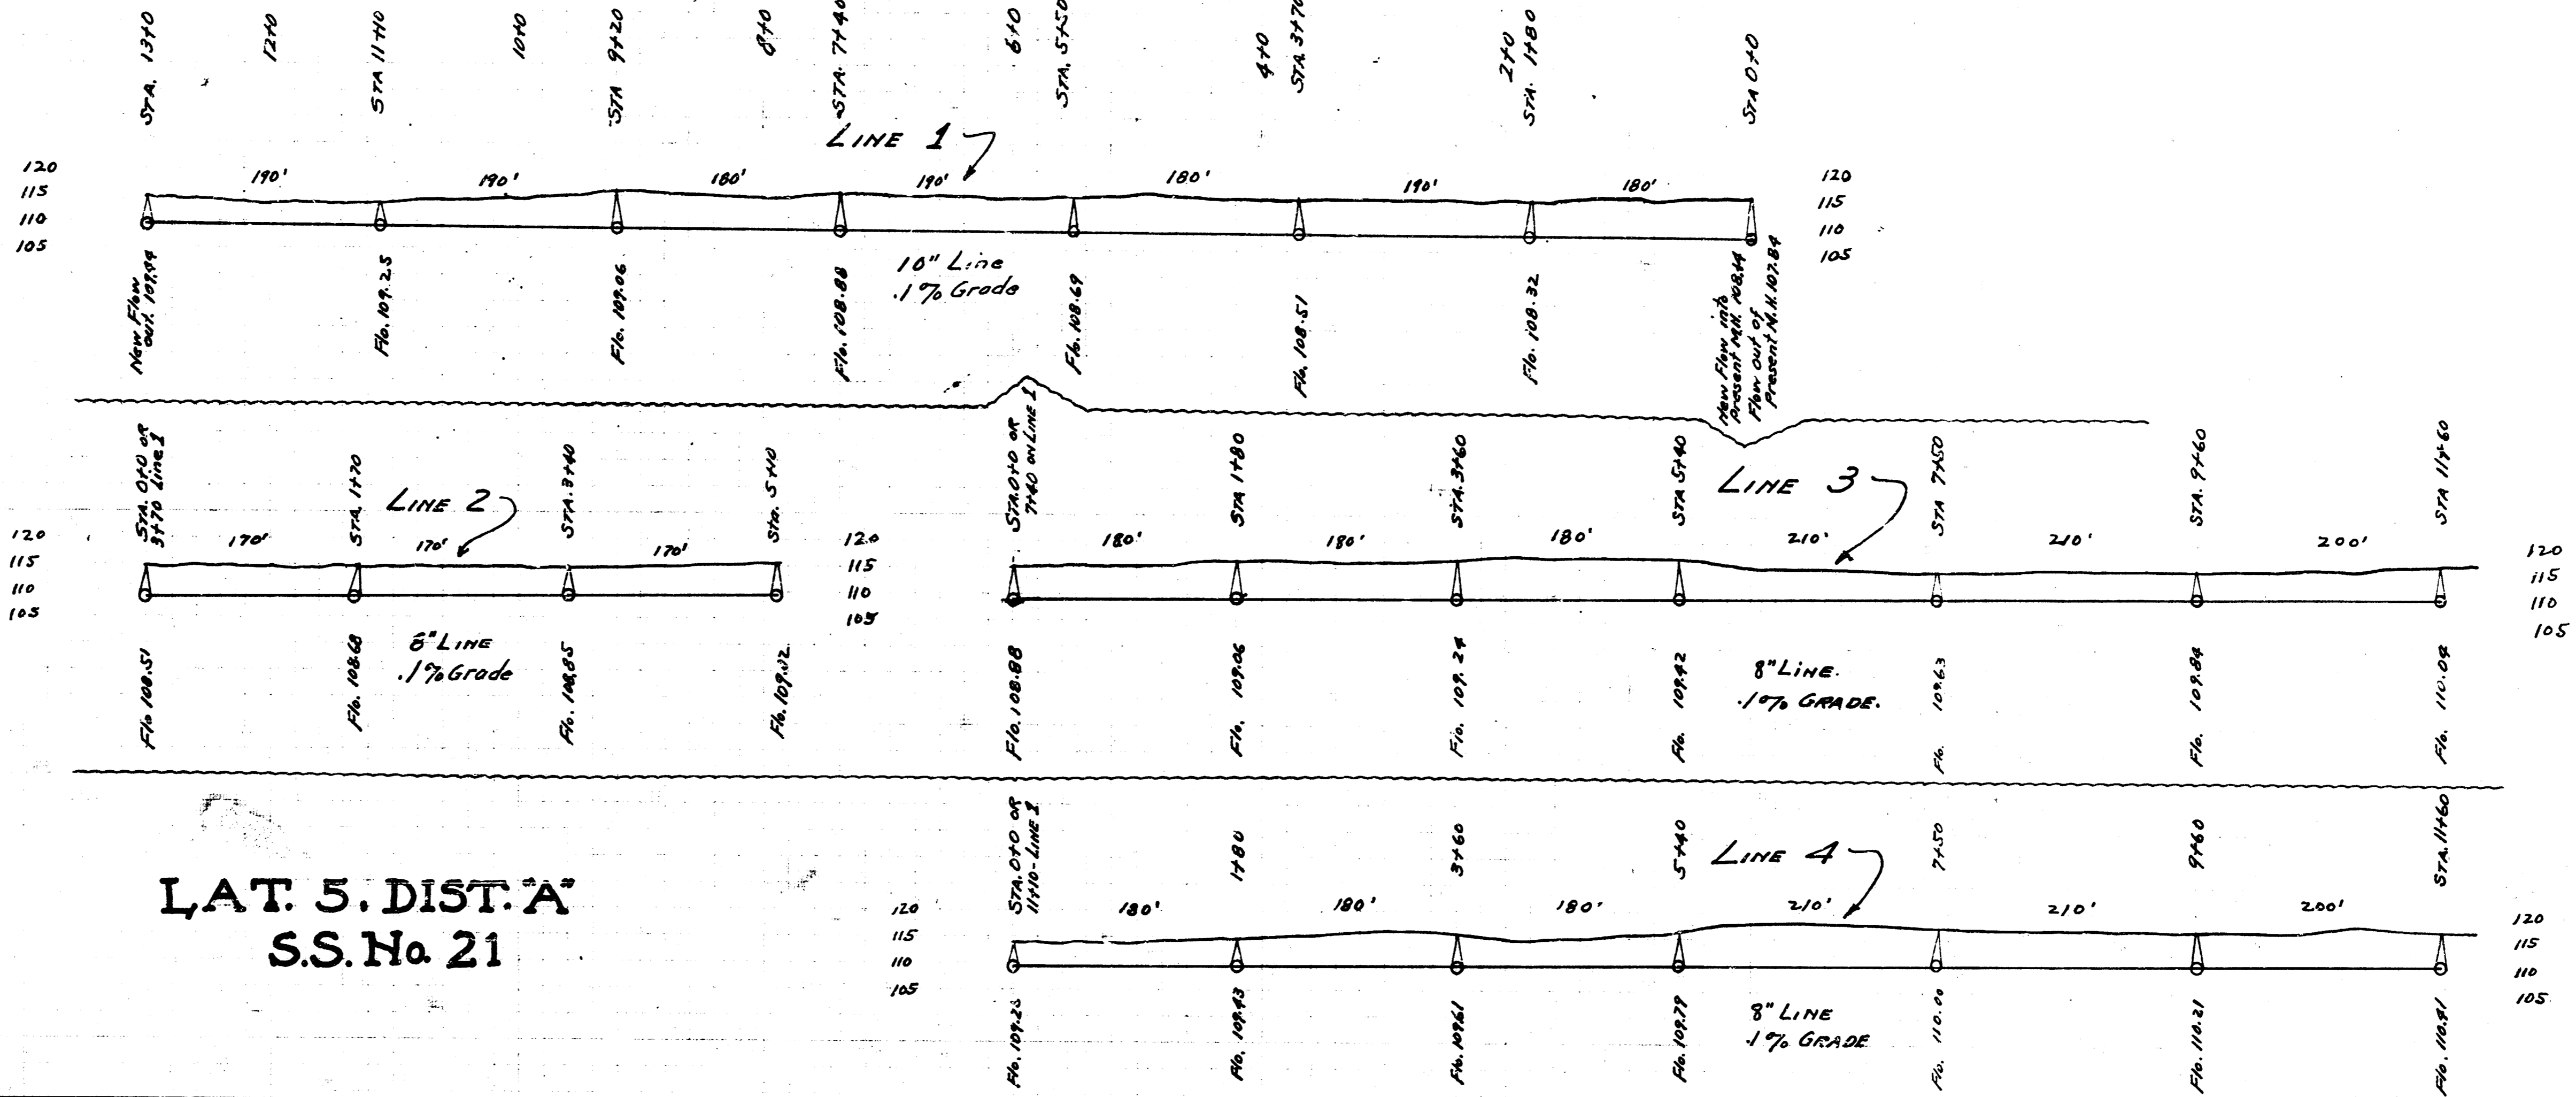 STA. 13+0
12+0
STA 11+10
10+0
STA 9+20
8+0
STA. 7+40
6+0
STA. 5+50
4+0
STA. 3+70
2+0
STA. 1+80
STA 0+0
LINE 1
120
115
110
105
190'
190'
180'
190'
180'
190'
180'
120
115
110
105
New Flow
out. 109.44
Flo. 109.25
Flo. 109.06
Flo. 108.88
10" Line
.1% Grade
Flo. 108.69
Flo. 108.51
Flo. 108.32
New Flow into
Present M.H. 108.14
Flow out of
Present M.H. 107.84
STA. 0+0 OR
3+70 Line 1
STA. 1+70
LINE 2
STA. 3+40
Sta. 5+10
120
115
110
105
170'
170'
170'
120
115
110
105
Flo 108.51
Flo. 108.68
8" LINE
.1% Grade
Flo. 108.85
Flo. 109.02
STA. 0+0 OR
7+40 ON LINE 1
STA 1+80
STA. 3+60
STA 5+40
LINE 3
STA 7+50
STA. 9+60
STA 11+60
180'
180'
180'
210'
210'
200'
120
115
110
105
Flo. 108.88
Flo. 109.06
Flo. 109.24
Flo. 109.42
8" LINE.
.1% GRADE.
Flo. 109.63
Flo. 109.84
Flo. 110.04
LAT. 5. DIST. "A"
S.S. No. 21
STA. 0+0 OR
11+10-LINE 1
1+80
3+60
5+40
LINE 4
7+50
9+60
STA. 11+60
120
115
110
105
180'
180'
180'
210'
210'
200'
120
115
110
105
Flo. 109.25
Flo. 109.43
Flo. 109.61
Flo. 109.79
8" LINE
.1% GRADE
Flo. 110.00
Flo. 110.21
Flo. 110.41